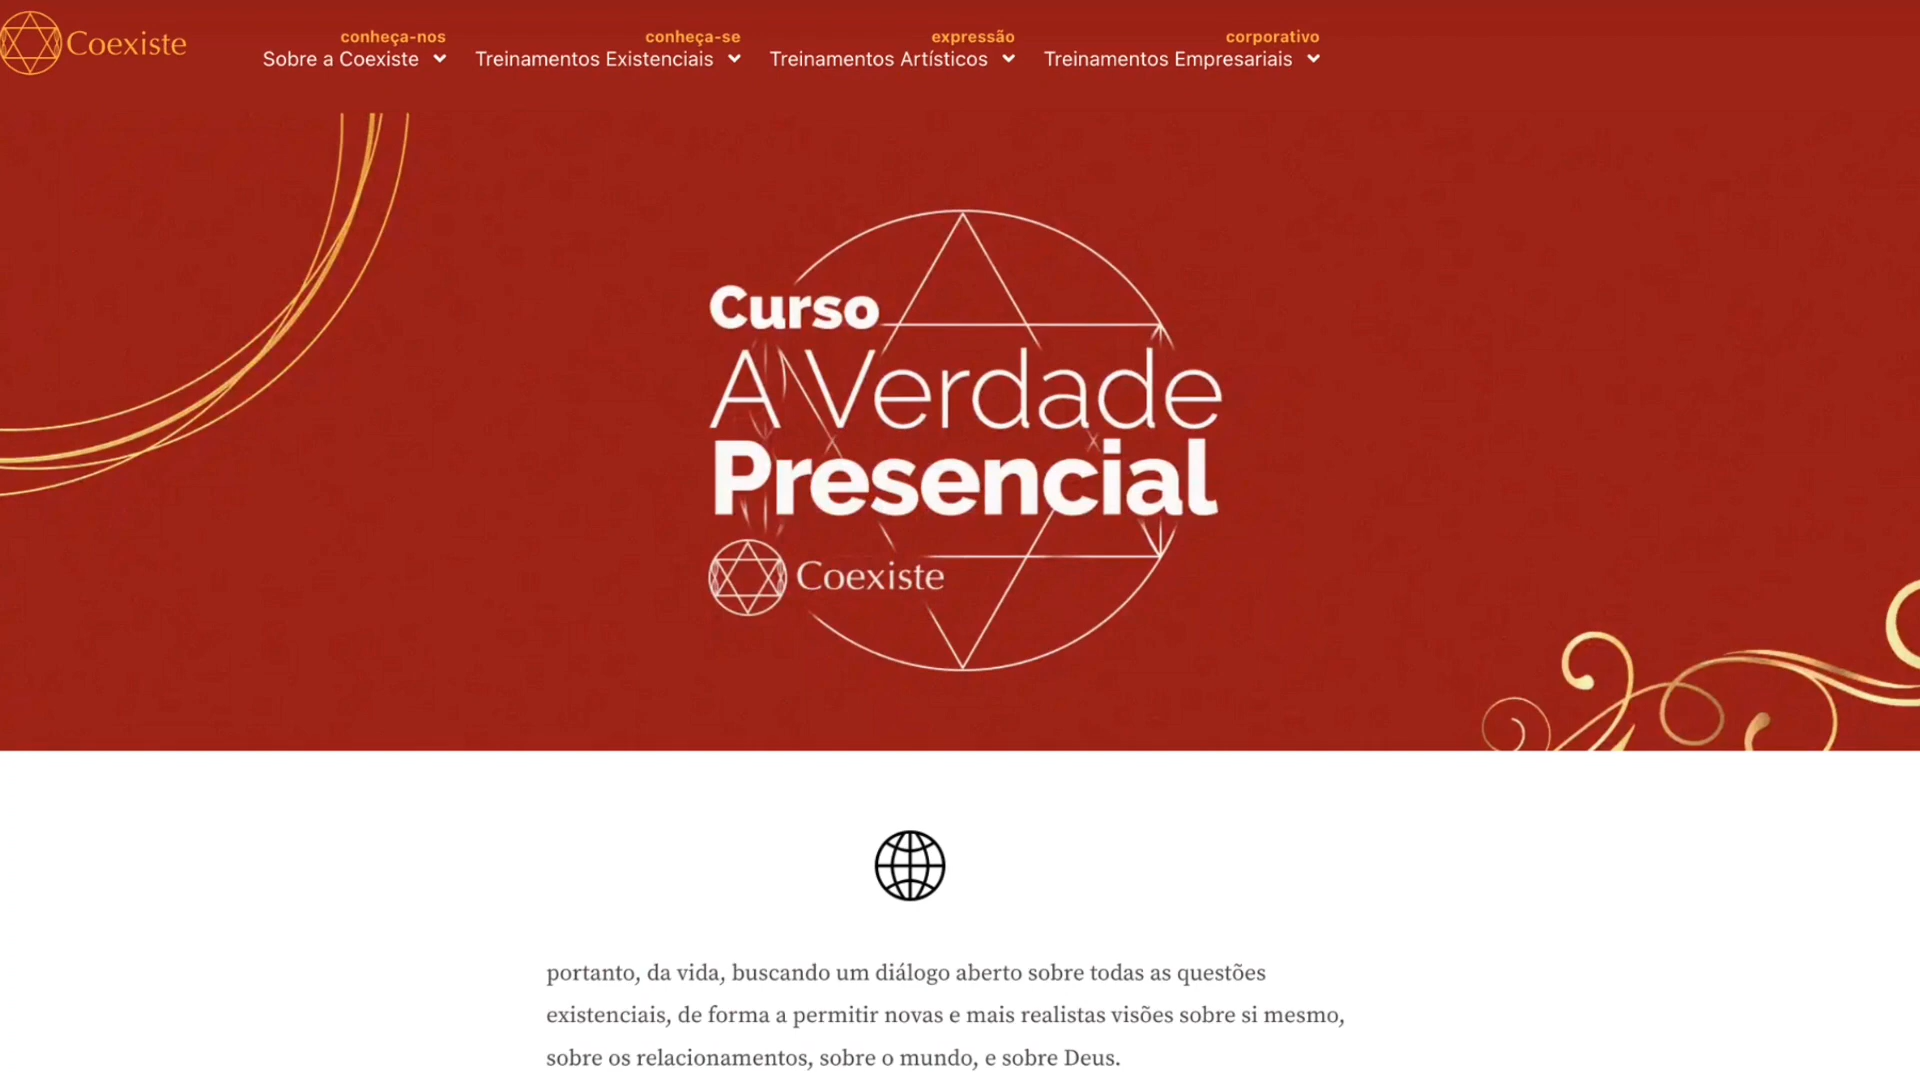 Coexiste
conheça-nos
Sobre a Coexiste
conheça-se
Treinamentos Existenciais
expressão
Treinamentos Artísticos
corporativo
Treinamentos Empresariais
Curso
A Verdade
Presencial
Coexiste
portanto, da vida, buscando um diálogo aberto sobre todas as questões
existenciais, de forma a permitir novas e mais realistas visões sobre si mesmo,
sobre os relacionamentos, sobre o mundo, e sobre Deus.